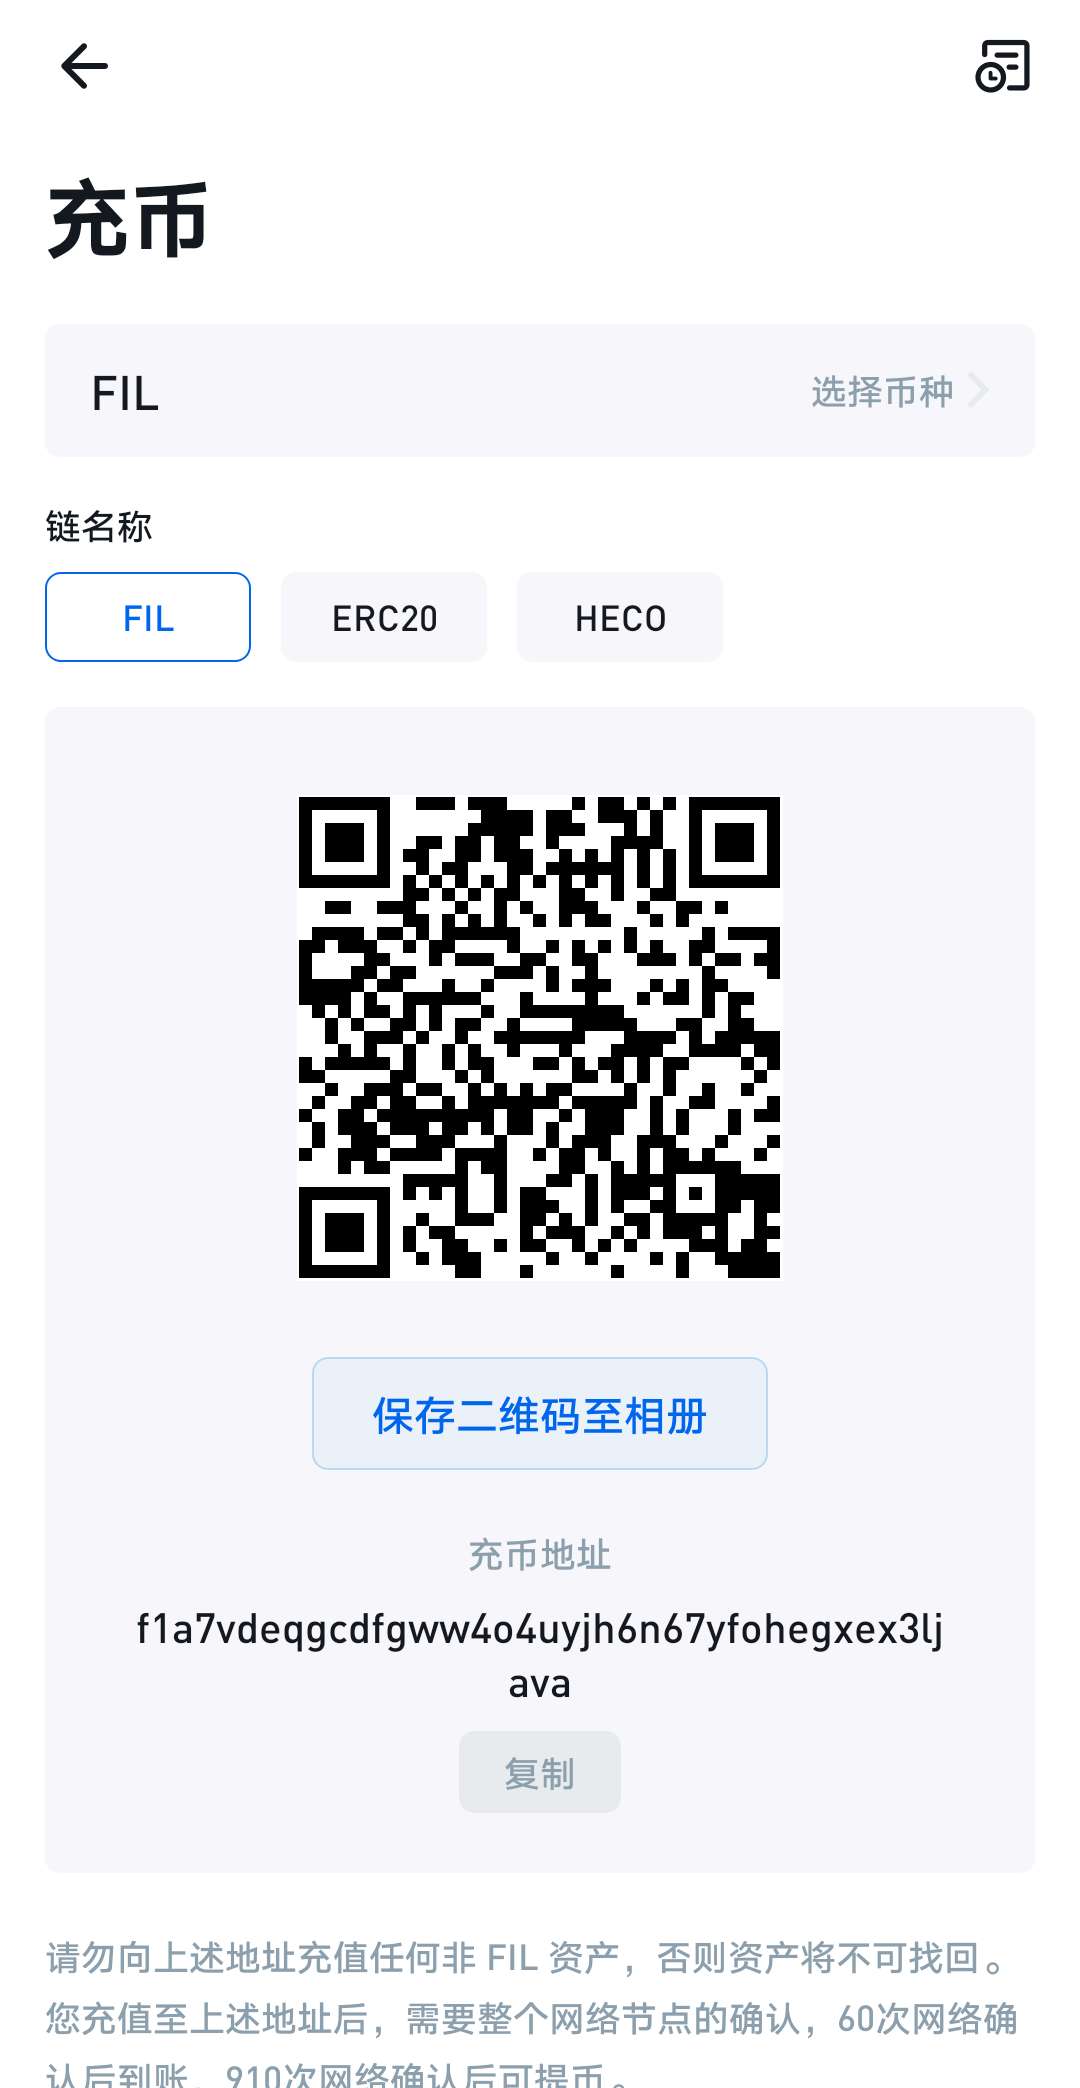 充币
FIL
选择币种
链名称
FIL
ERC20
HECO
保存二维码至相册
充币地址
f1a7vdeqgcdfgww4o4uyjh6n67yfohegxex3lj
ava
复制
请勿向上述地址充值任何非 FIL 资产，否则资产将不可找回。
您充值至上述地址后，需要整个网络节点的确认，60次网络确
认后到账，910次网络确认后可提币。